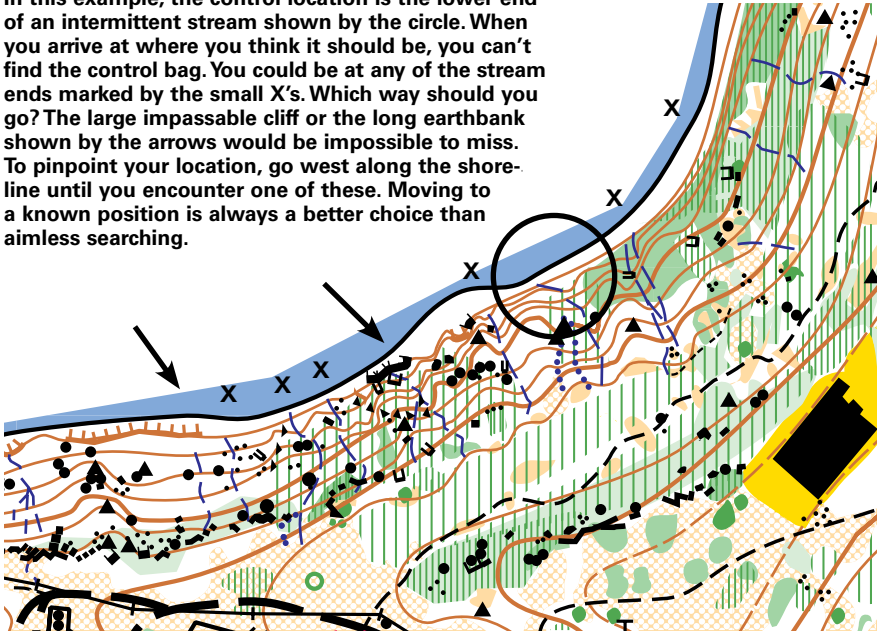 In this example, the control location is the lower end
of an intermittent stream shown by the circle. When
you arrive at where you think it should be, you can't
find the control bag. You could be at any of the stream
ends marked by the small X's. Which way should you
go? The large impassable cliff or the long earthbank
shown by the arrows would be impossible to miss.
To pinpoint your location, go west along the shore-
line until you encounter one of these. Moving to
a known position is always a better choice than
aimless searching.
X
X
X
X
X
X